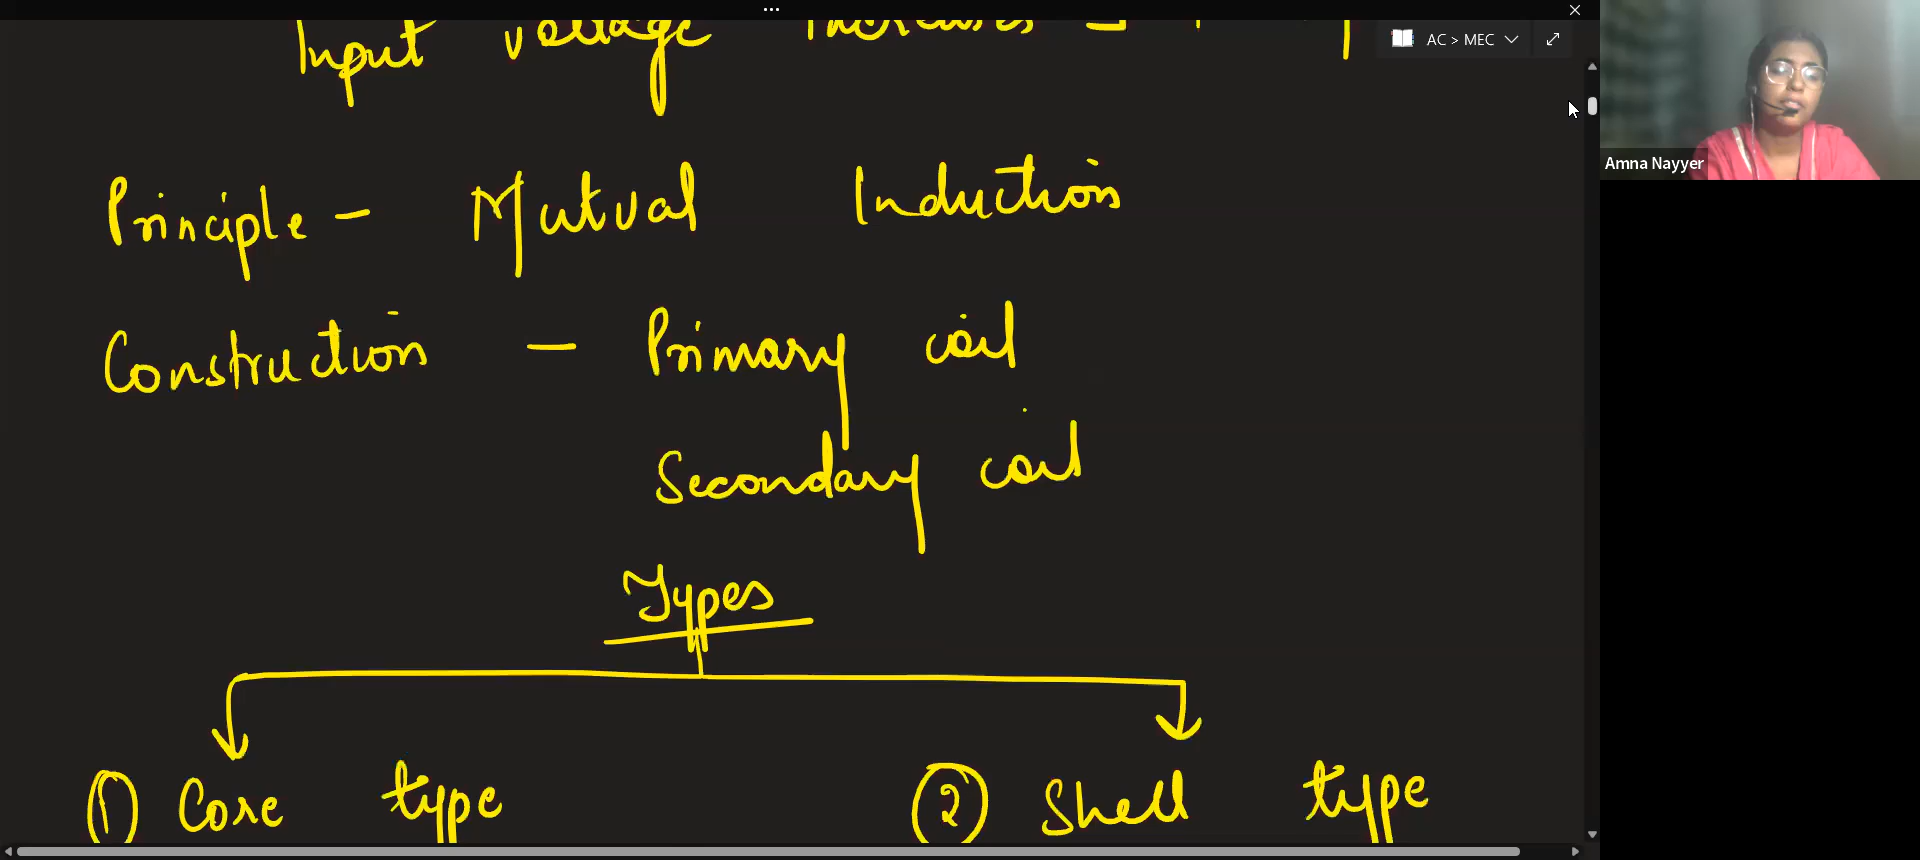 Input voltage increases -
AC > MEC
Principle - Mutual Induction
Amna Nayyer
Construction - Primary coil
Secondary coil
Types
1 Core type
2 Shell type